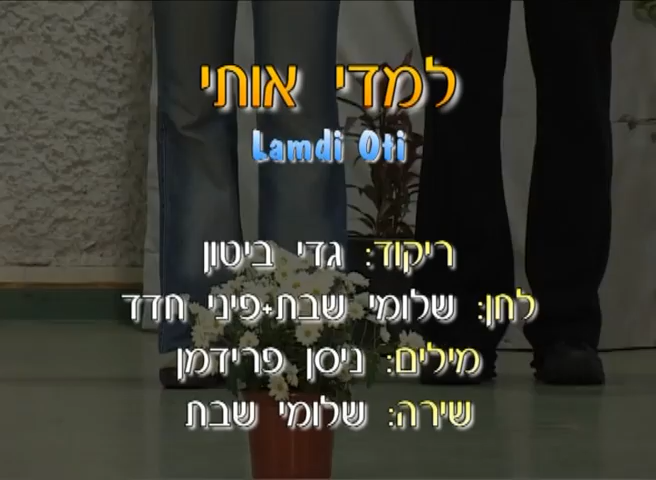 למדי אותי
Lamdi Oti
ריקוד: גדי ביטון
לחן: שלומי שבת+פיני חדד
מילים: ניסן פרידמן
שירה: שלומי שבת